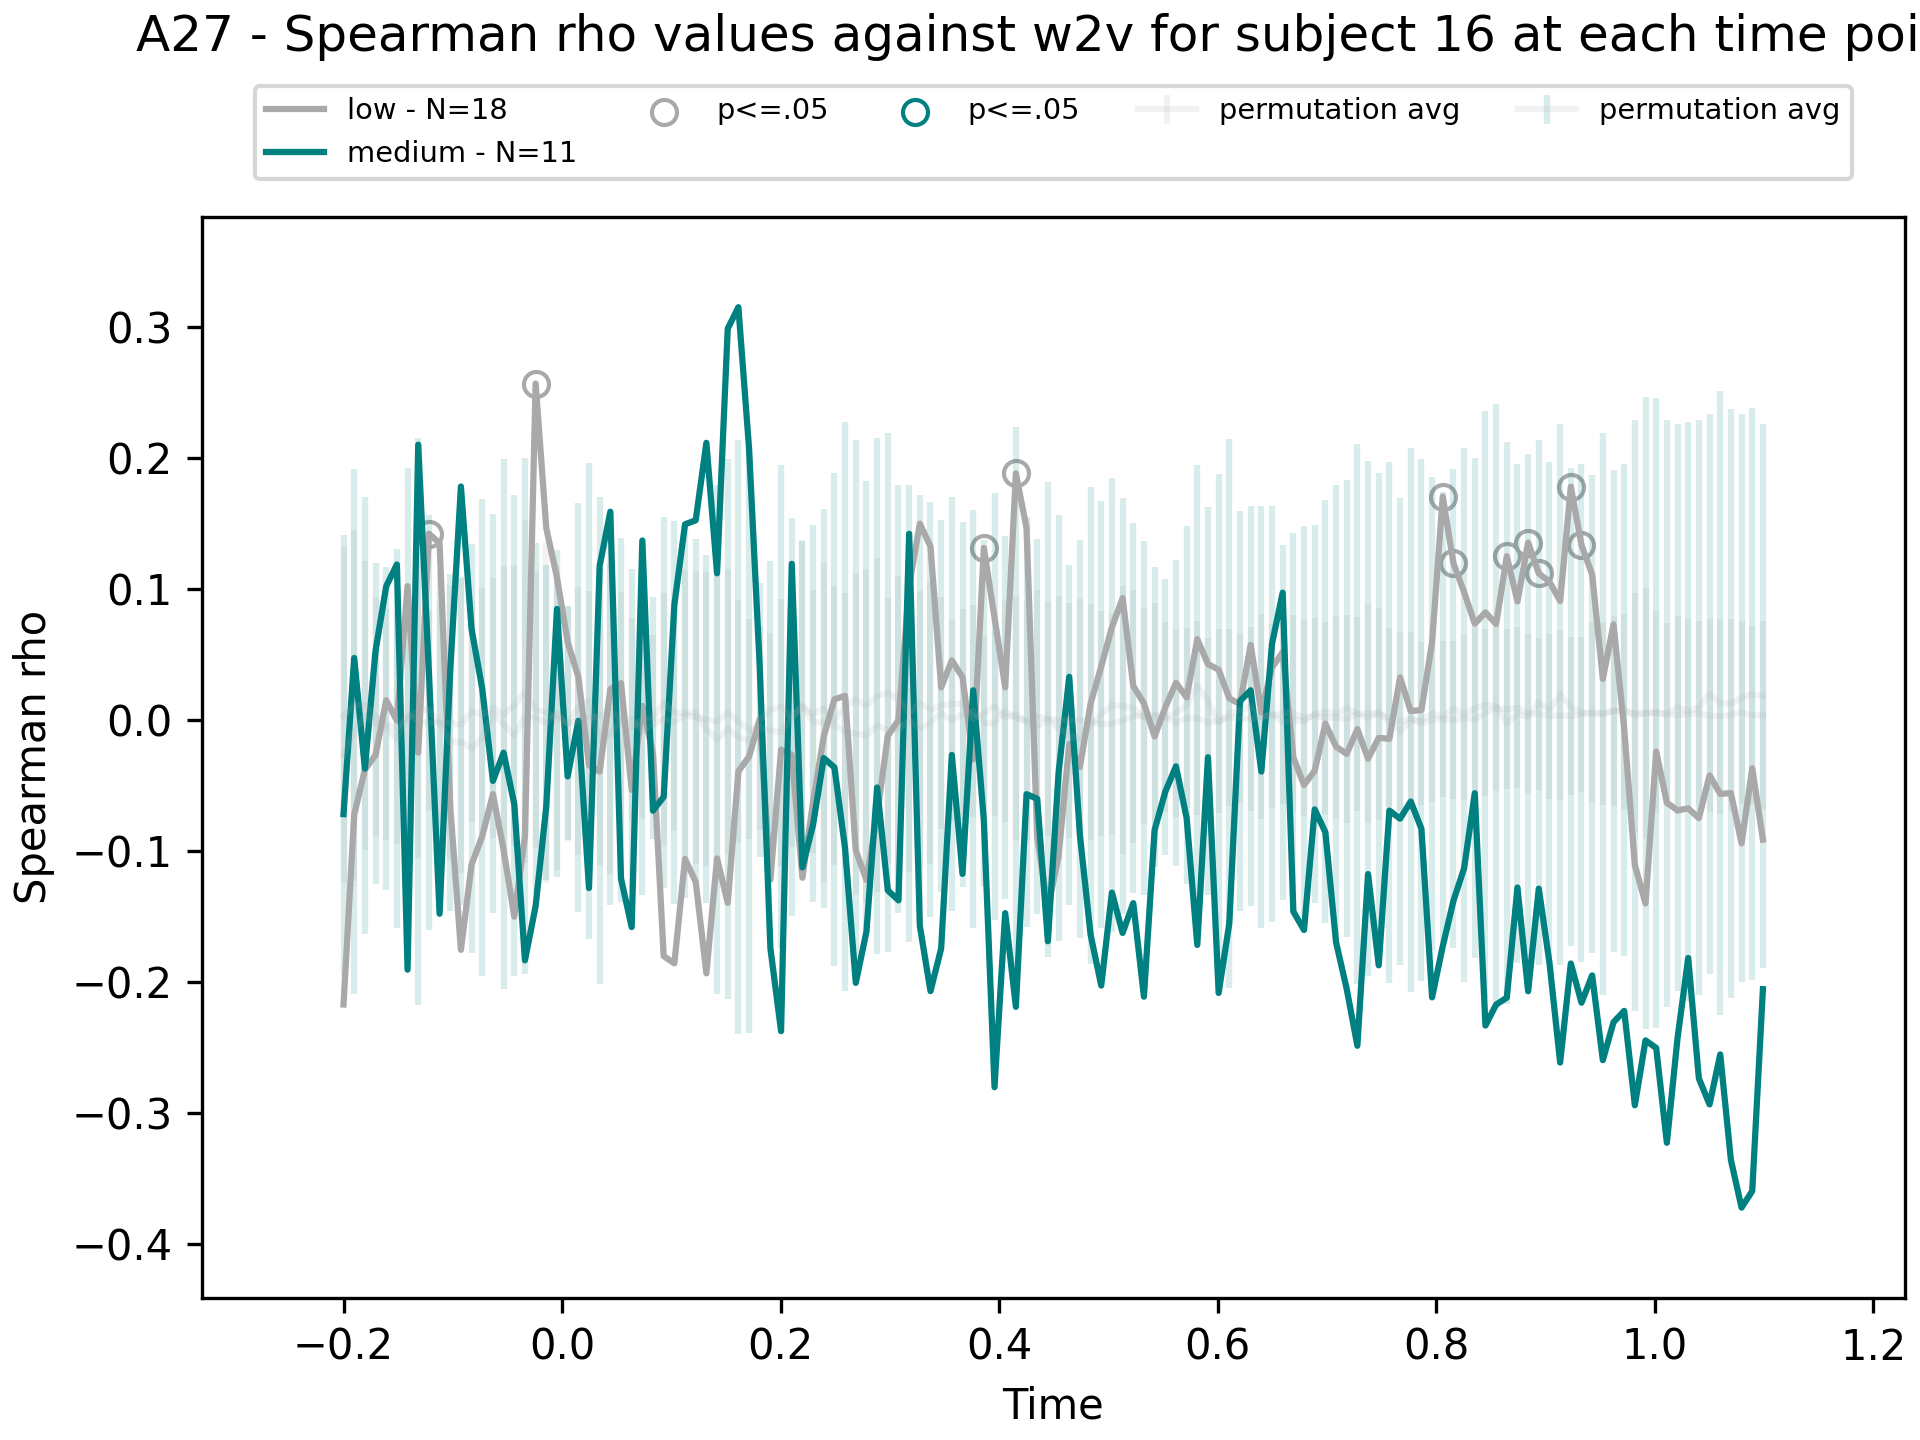 A27 - Spearman rho values against w2v for subject 16 at each time poi
low - N=18
medium - N=11
p<=.05
p<=.05
permutation avg
permutation avg
Spearman rho
0.3
0.2
0.1
0.0
−0.1
−0.2
−0.3
−0.4
−0.2 0.0 0.2 0.4 0.6 0.8 1.0 1.2
Time